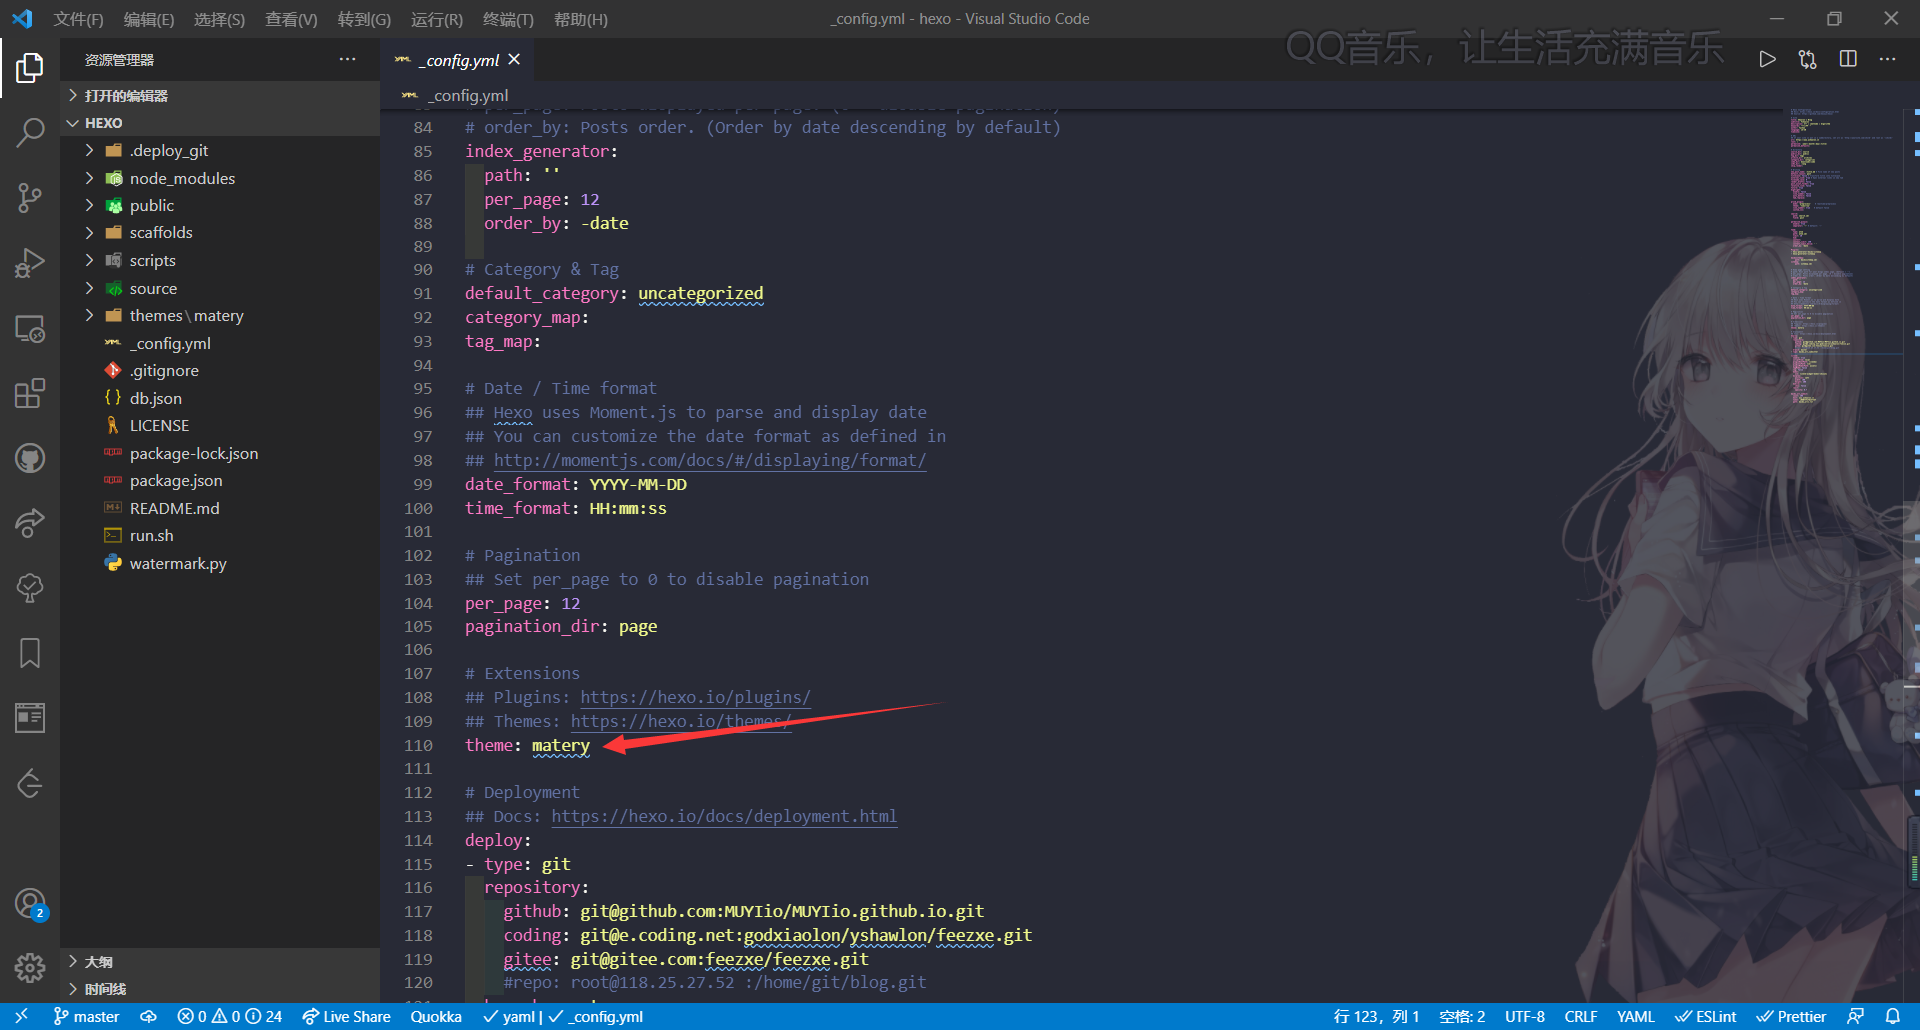 文件(F) 编辑(E) 选择(S) 查看(V) 转到(G) 运行(R) 终端(T) 帮助(H)
_config.yml - hexo - Visual Studio Code
QQ音乐，让生活充满音乐
资源管理器
打开的编辑器
HEXO
.deploy_git
node_modules
public
scaffolds
scripts
source
themes\matery
_config.yml
.gitignore
db.json
LICENSE
package-lock.json
package.json
README.md
run.sh
watermark.py
大纲
时间线
2
_config.yml
_config.yml
84 # order_by: Posts order. (Order by date descending by default)
85 index_generator:
86 path: ''
87 per_page: 12
88 order_by: -date
89
90 # Category & Tag
91 default_category: uncategorized
92 category_map:
93 tag_map:
94
95 # Date / Time format
96 ## Hexo uses Moment.js to parse and display date
97 ## You can customize the date format as defined in
98 ## http://momentjs.com/docs/#/displaying/format/
99 date_format: YYYY-MM-DD
100 time_format: HH:mm:ss
101
102 # Pagination
103 ## Set per_page to 0 to disable pagination
104 per_page: 12
105 pagination_dir: page
106
107 # Extensions
108 ## Plugins: https://hexo.io/plugins/
109 ## Themes: https://hexo.io/themes/
110 theme: matery
111
112 # Deployment
113 ## Docs: https://hexo.io/docs/deployment.html
114 deploy:
115 - type: git
116 repository:
117 github: git@github.com:MUYIio/MUYIio.github.io.git
118 coding: git@e.coding.net:godxiaolon/yshawlon/feezxe.git
119 gitee: git@gitee.com:feezxe/feezxe.git
120 #repo: root@118.25.27.52 :/home/git/blog.git
master 0 0 24 Live Share Quokka yaml | _config.yml
行 123，列 1 空格: 2 UTF-8 CRLF YAML ESLint Prettier